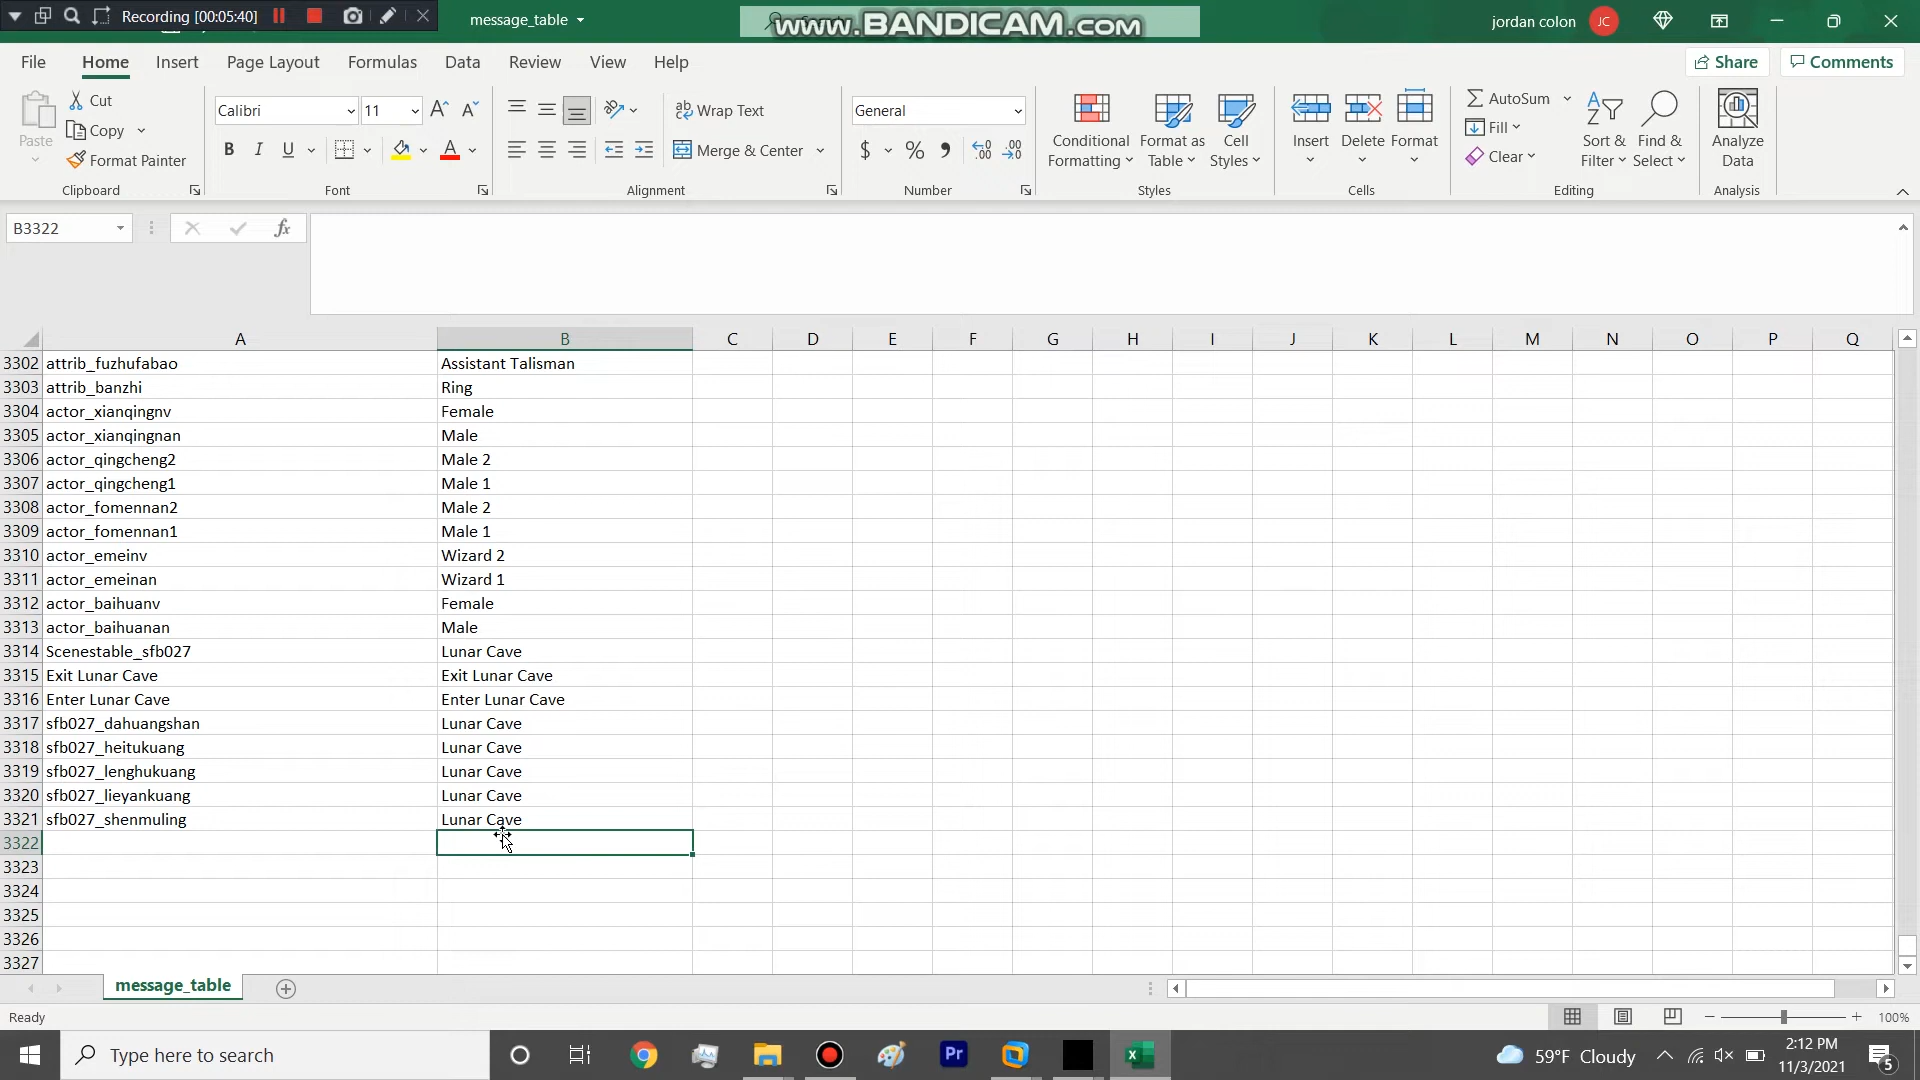 Recording [00:05:40]
message_table
www.BANDICAM.com
jordan colon
JC
File
Home
Insert
Page Layout
Formulas
Data
Review
View
Help
Share
Comments
Paste
Cut
Copy
Format Painter
Clipboard
Calibri
11
B I U
Font
Wrap Text
Merge & Center
Alignment
General
$ % 9
Number
Conditional Formatting
Format as Table
Cell Styles
Styles
Insert
Delete
Format
Cells
AutoSum
Fill
Clear
Sort & Filter
Find & Select
Editing
Analyze Data
Analysis
B3322
fx
A B C D E F G H I J K L M N O P Q
3302 attrib_fuzhufabao Assistant Talisman
3303 attrib_banzhi Ring
3304 actor_xianqingnv Female
3305 actor_xianqingnan Male
3306 actor_qingcheng2 Male 2
3307 actor_qingcheng1 Male 1
3308 actor_fomennan2 Male 2
3309 actor_fomennan1 Male 1
3310 actor_emeinv Wizard 2
3311 actor_emeinan Wizard 1
3312 actor_baihuanv Female
3313 actor_baihuanan Male
3314 Scenestable_sfb027 Lunar Cave
3315 Exit Lunar Cave Exit Lunar Cave
3316 Enter Lunar Cave Enter Lunar Cave
3317 sfb027_dahuangshan Lunar Cave
3318 sfb027_heitukuang Lunar Cave
3319 sfb027_lenghukuang Lunar Cave
3320 sfb027_lieyankuang Lunar Cave
3321 sfb027_shenmuling Lunar Cave
3322
3323
3324
3325
3326
3327
message_table
Ready
100%
Type here to search
Pr
59°F Cloudy
2:12 PM
11/3/2021
5